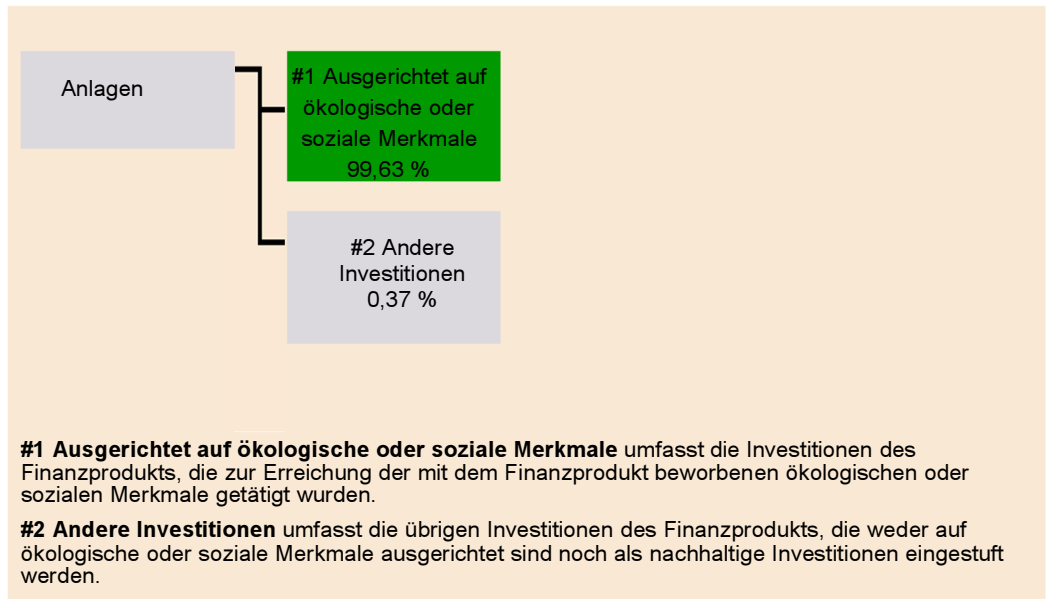 Anlagen
#1 Ausgerichtet auf
ökologische oder
soziale Merkmale
99,63 %
#2 Andere
Investitionen
0,37 %
#1 Ausgerichtet auf ökologische oder soziale Merkmale umfasst die Investitionen des
Finanzprodukts, die zur Erreichung der mit dem Finanzprodukt beworbenen ökologischen oder
sozialen Merkmale getätigt wurden.
#2 Andere Investitionen umfasst die übrigen Investitionen des Finanzprodukts, die weder auf
ökologische oder soziale Merkmale ausgerichtet sind noch als nachhaltige Investitionen eingestuft
werden.